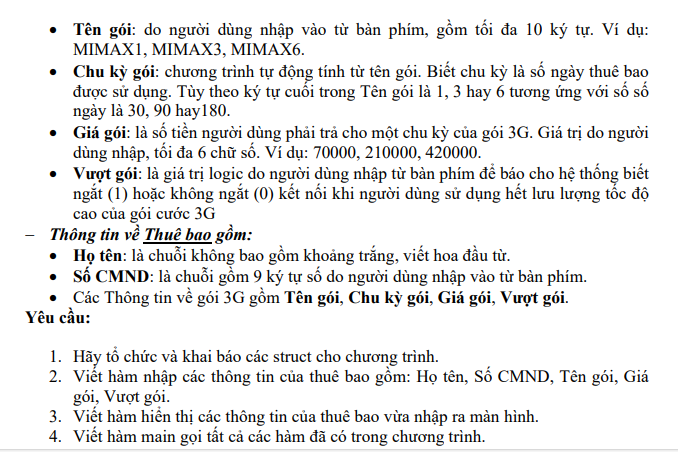 • Tên gói: do người dùng nhập vào từ bàn phím, gồm tối đa 10 ký tự. Ví dụ:
MIMAX1, MIMAX3, MIMAX6.
• Chu kỳ gói: chương trình tự động tính từ tên gói. Biết chu kỳ là số ngày thuê bao
được sử dụng. Tùy theo ký tự cuối trong Tên gói là 1, 3 hay 6 tương ứng với số số
ngày là 30, 90 hay180.
• Giá gói: là số tiền người dùng phải trả cho một chu kỳ của gói 3G. Giá trị do người
dùng nhập, tối đa 6 chữ số. Ví dụ: 70000, 210000, 420000.
• Vượt gói: là giá trị logic do người dùng nhập từ bàn phím để báo cho hệ thống biết
ngắt (1) hoặc không ngắt (0) kết nối khi người dùng sử dụng hết lưu lượng tốc độ
cao của gói cước 3G
– Thông tin về Thuê bao gồm:
• Họ tên: là chuỗi không bao gồm khoảng trắng, viết hoa đầu từ.
• Số CMND: là chuỗi gồm 9 ký tự số do người dùng nhập vào từ bàn phím.
• Các Thông tin về gói 3G gồm Tên gói, Chu kỳ gói, Giá gói, Vượt gói.
Yêu cầu:
1. Hãy tổ chức và khai báo các struct cho chương trình.
2. Viết hàm nhập các thông tin của thuê bao gồm: Họ tên, Số CMND, Tên gói, Giá
gói, Vượt gói.
3. Viết hàm hiển thị các thông tin của thuê bao vừa nhập ra màn hình.
4. Viết hàm main gọi tất cả các hàm đã có trong chương trình.